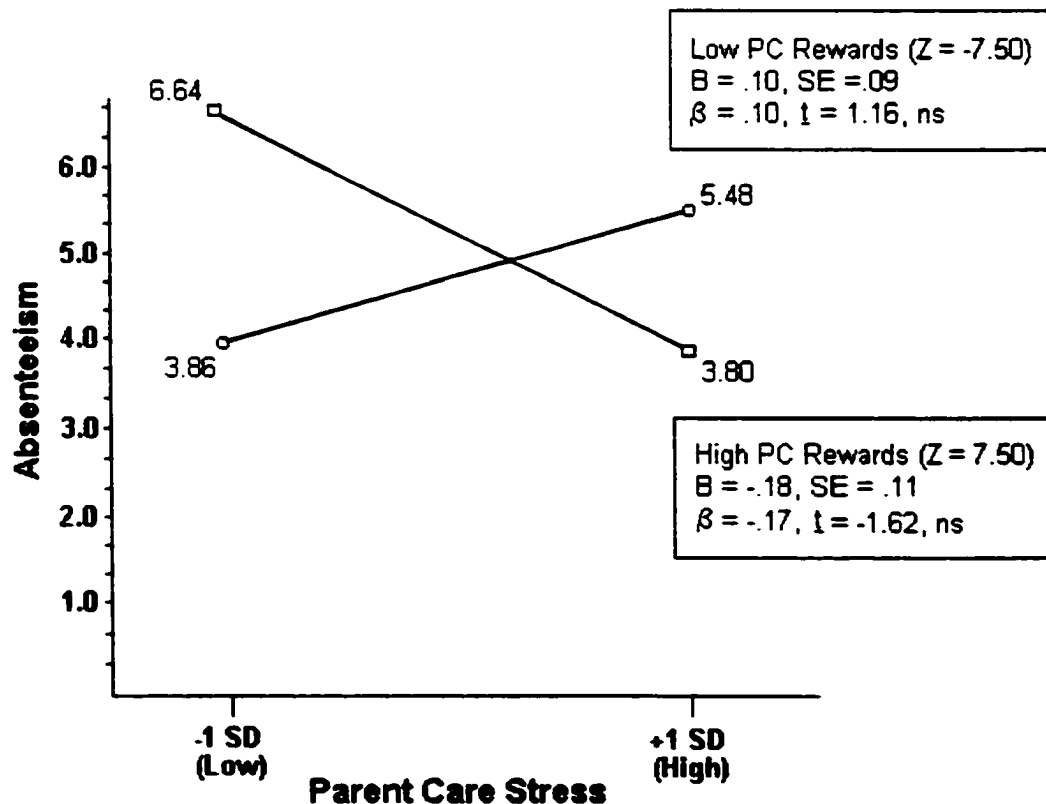 Low PC Rewards (Z = -7.50)
B = .10, SE =.09
β = .10, t = 1.16, ns
6.64
6.0
5.48
5.0
4.0
3.86
3.80
3.0
High PC Rewards (Z = 7.50)
B = -.18, SE = .11
β = -.17, t = -1.62, ns
2.0
1.0
Absenteeism
-1 SD
(Low)
+1 SD
(High)
Parent Care Stress